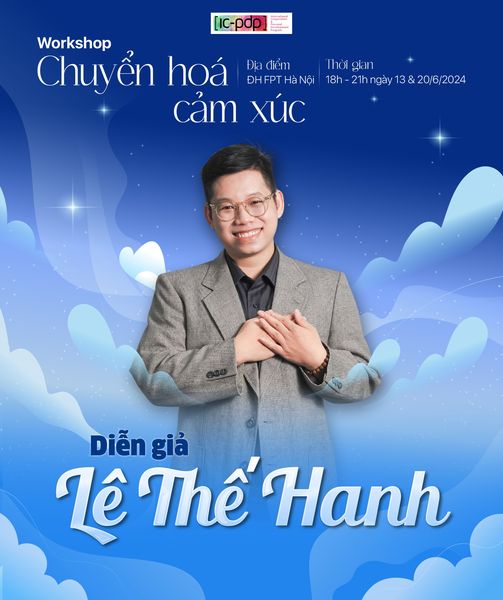 [ic-pdp]
Workshop
Chuyển hoá
cảm xúc
Địa điểm
ĐH FPT Hà Nội
Thời gian
18h - 21h ngày 13 & 20/6/2024
Diễn giả
Lê Thế Hanh